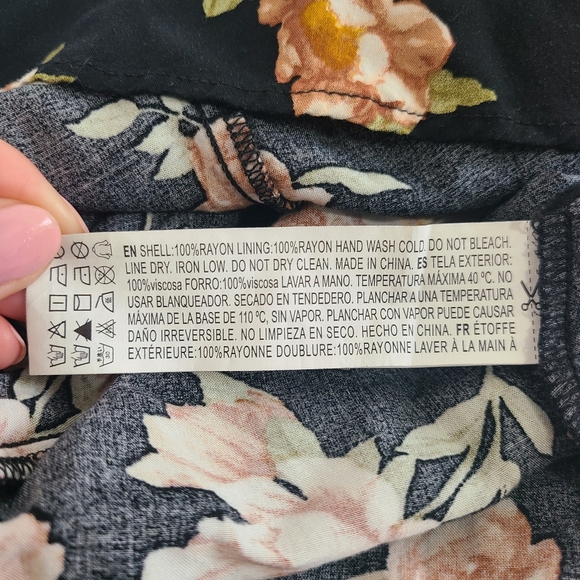 EN SHELL:100%RAYON LINING:100%RAYON HAND WASH COLD. DO NOT BLEACH.
LINE DRY. IRON LOW. DO NOT DRY CLEAN. MADE IN CHINA. ES TELA EXTERIOR:
100%viscosa FORRO:100%viscosa LAVAR A MANO. TEMPERATURA MÁXIMA 40 ºC. NO
USAR BLANQUEADOR. SECADO EN TENDEDERO. PLANCHAR A UNA TEMPERATURA
MÁXIMA DE LA BASE DE 110 ºC, SIN VAPOR. PLANCHAR CON VAPOR PUEDE CAUSAR
DAÑO IRREVERSIBLE. NO LIMPIEZA EN SECO. HECHO EN CHINA. FR ÉTOFFE
EXTÉRIEURE:100%RAYONNE DOUBLURE:100%RAYONNE LAVER À LA MAIN À